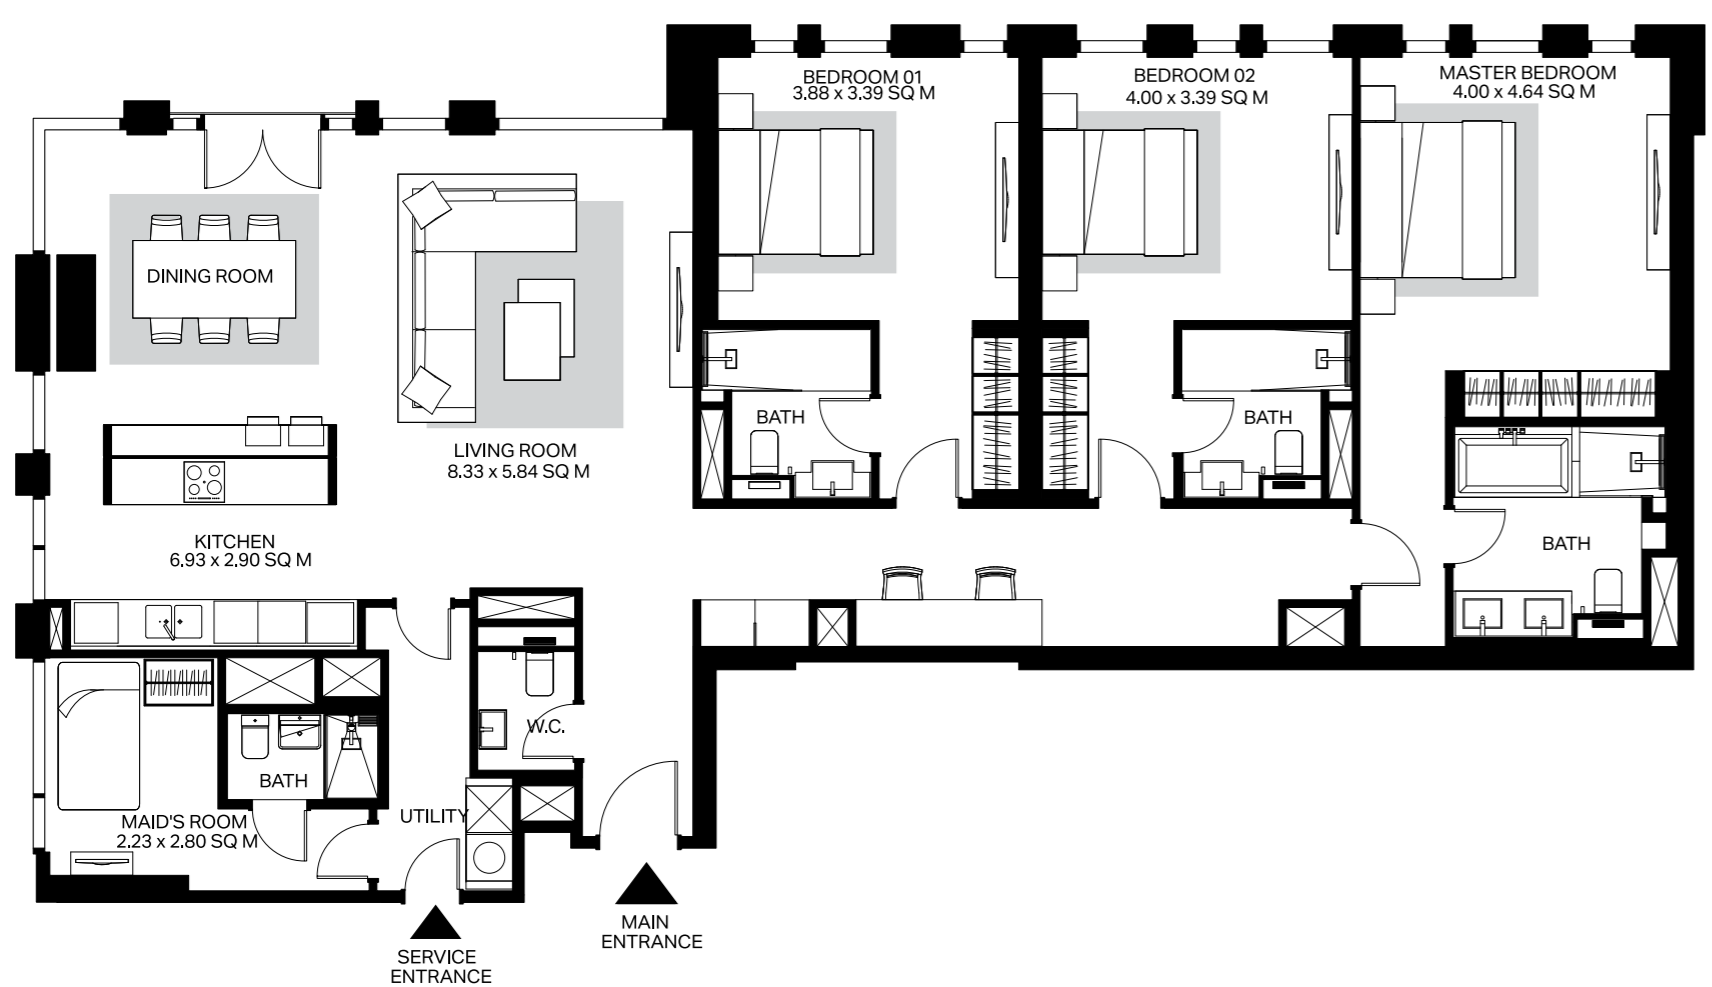 BEDROOM 01
3.88 x 3.39 SQ M
BEDROOM 02
4.00 x 3.39 SQ M
MASTER BEDROOM
4.00 x 4.64 SQ M
DINING ROOM
LIVING ROOM
8.33 x 5.84 SQ M
BATH
BATH
KITCHEN
6.93 x 2.90 SQ M
BATH
W.C.
BATH
UTILITY
MAID'S ROOM
2.23 x 2.80 SQ M
MAIN
ENTRANCE
SERVICE
ENTRANCE